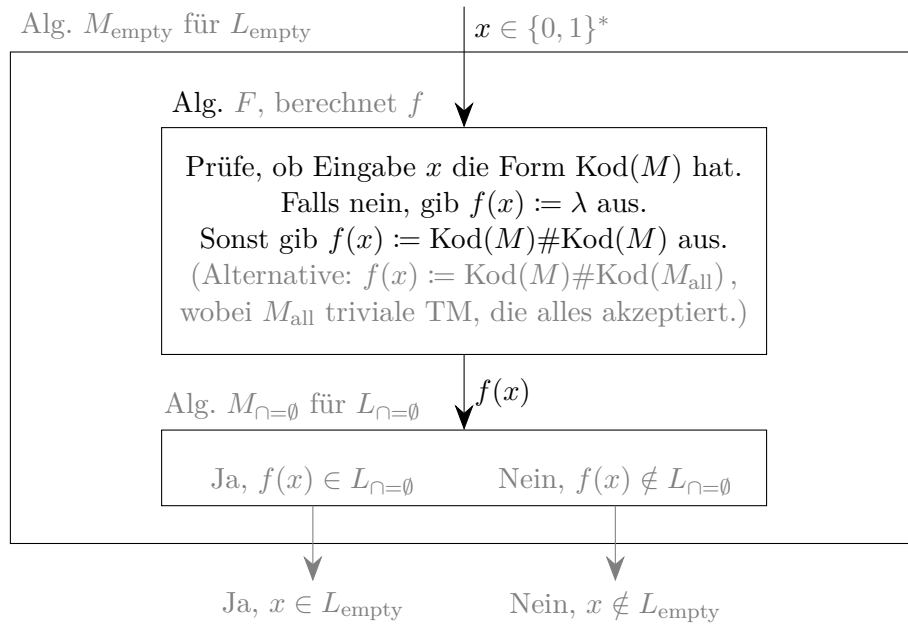 Alg. M_empty für L_empty
x ∈ {0, 1}*
Alg. F, berechnet f
Prüfe, ob Eingabe x die Form Kod(M) hat.
Falls nein, gib f(x) := λ aus.
Sonst gib f(x) := Kod(M)#Kod(M) aus.
(Alternative: f(x) := Kod(M)#Kod(M_all),
wobei M_all triviale TM, die alles akzeptiert.)
f(x)
Alg. M_∩=∅ für L_∩=∅
Ja, f(x) ∈ L_∩=∅ Nein, f(x) ∉ L_∩=∅
Ja, x ∈ L_empty Nein, x ∉ L_empty